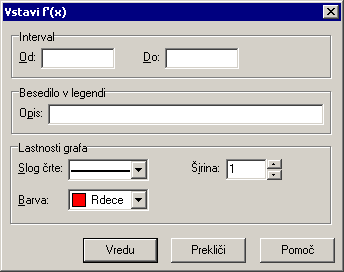 Vstavi f'(x)
Interval
Od: Do:
Besedilo v legendi
Opis:
Lastnosti grafa
Slog črte: Širina: 1
Barva: Rdece
Vredu Prekliči Pomoč